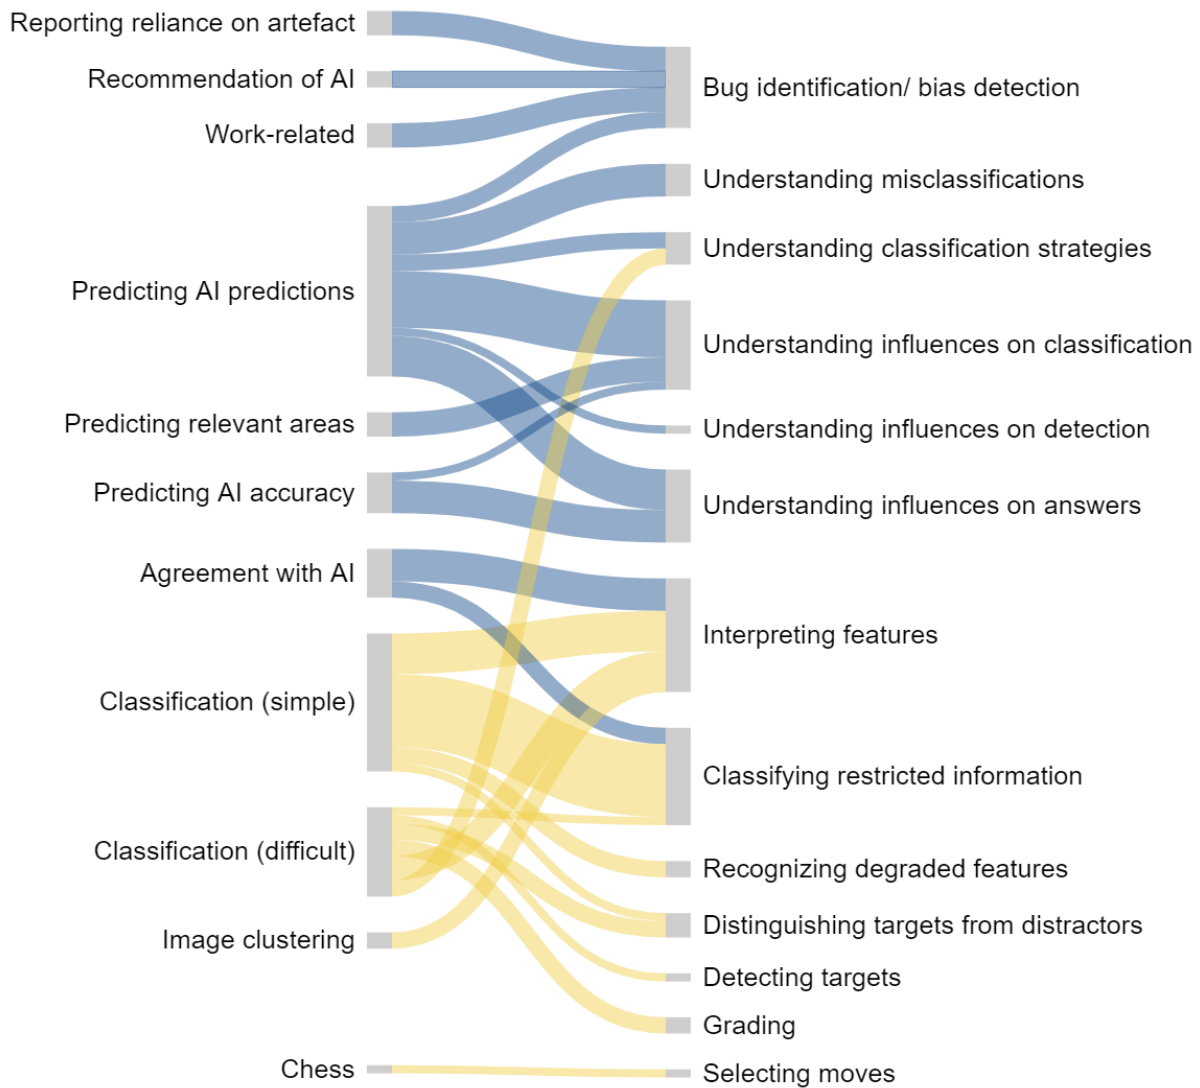 Reporting reliance on artefact
Recommendation of AI
Work-related
Predicting AI predictions
Predicting relevant areas
Predicting AI accuracy
Agreement with AI
Classification (simple)
Classification (difficult)
Image clustering
Chess
Bug identification/ bias detection
Understanding misclassifications
Understanding classification strategies
Understanding influences on classification
Understanding influences on detection
Understanding influences on answers
Interpreting features
Classifying restricted information
Recognizing degraded features
Distinguishing targets from distractors
Detecting targets
Grading
Selecting moves